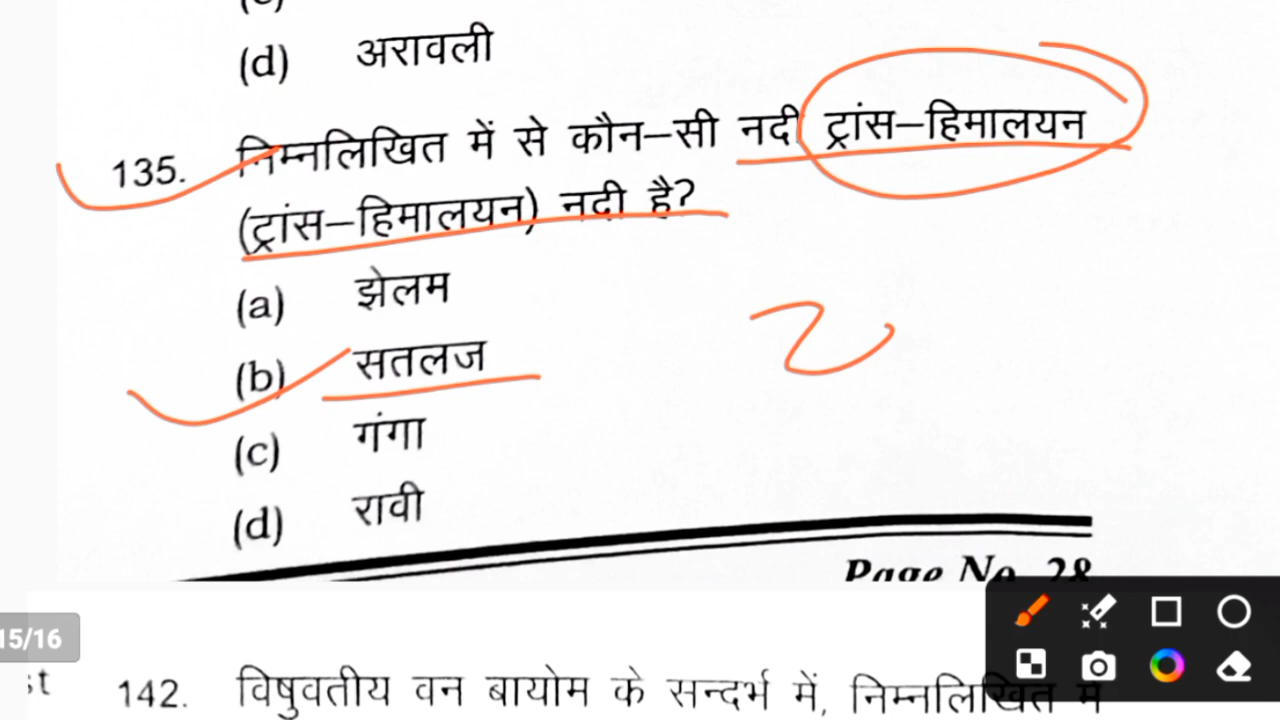 (d) अरावली
135. निम्नलिखित में से कौन–सी नदी ट्रांस–हिमालयन
(ट्रांस–हिमालयन) नदी है?
(a) झेलम
(b) सतलज
(c) गंगा
(d) रावी
Page No. 28
15/16
st
142. विषुवतीय वन बायोम के सन्दर्भ में, निम्नलिखित में